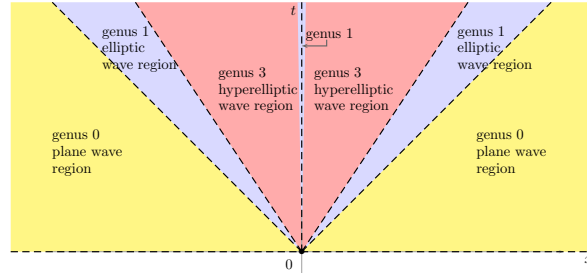 t
genus 1
elliptic
wave region
genus 1
genus 1
elliptic
wave region
genus 3
hyperelliptic
wave region
genus 3
hyperelliptic
wave region
genus 0
plane wave
region
genus 0
plane wave
region
0